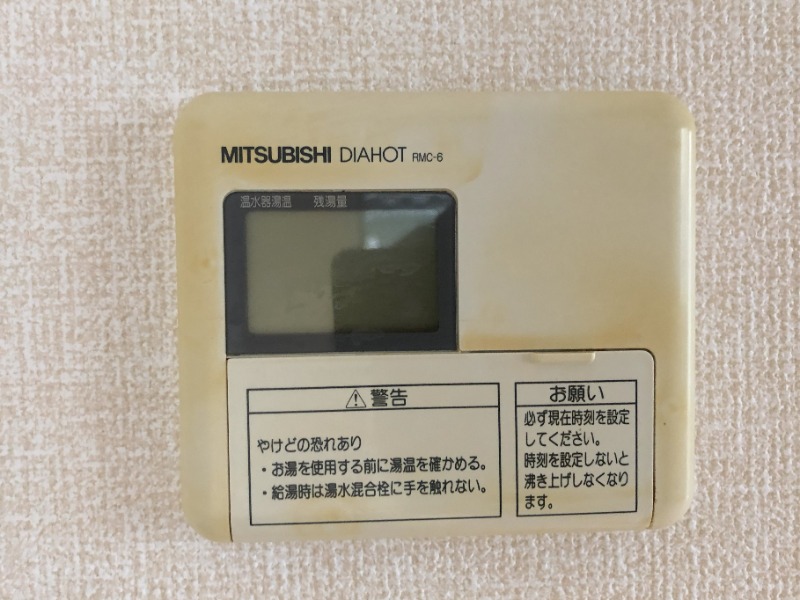 MITSUBISHI DIAHOT RMC-6
温水器湯温 残湯量
⚠警告
やけどの恐れあり
・お湯を使用する前に湯温を確かめる。
・給湯時は湯水混合栓に手を触れない。
お願い
必ず現在時刻を設定
してください。
時刻を設定しないと
沸き上げしなくなり
ます。